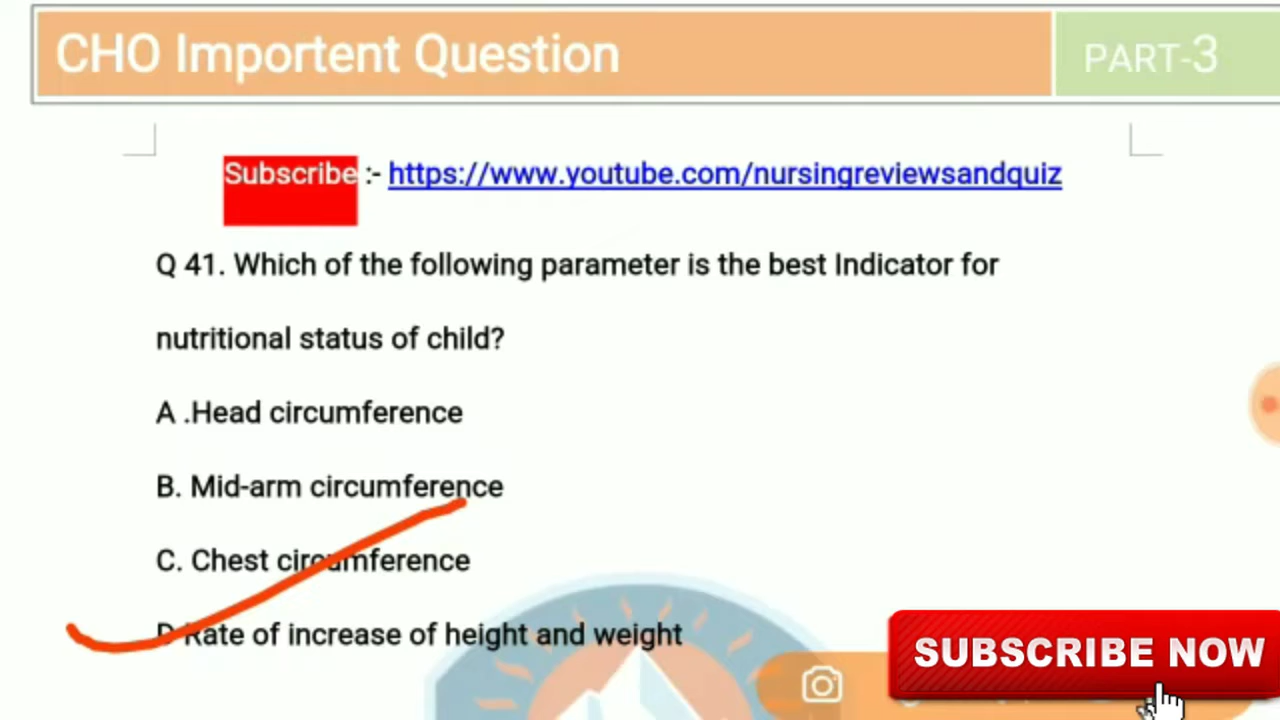 CHO Importent Question
PART-3
Subscribe :- https://www.youtube.com/nursingreviewsandquiz
Q 41. Which of the following parameter is the best Indicator for
nutritional status of child?
A .Head circumference
B. Mid-arm circumference
C. Chest circumference
D Rate of increase of height and weight
SUBSCRIBE NOW